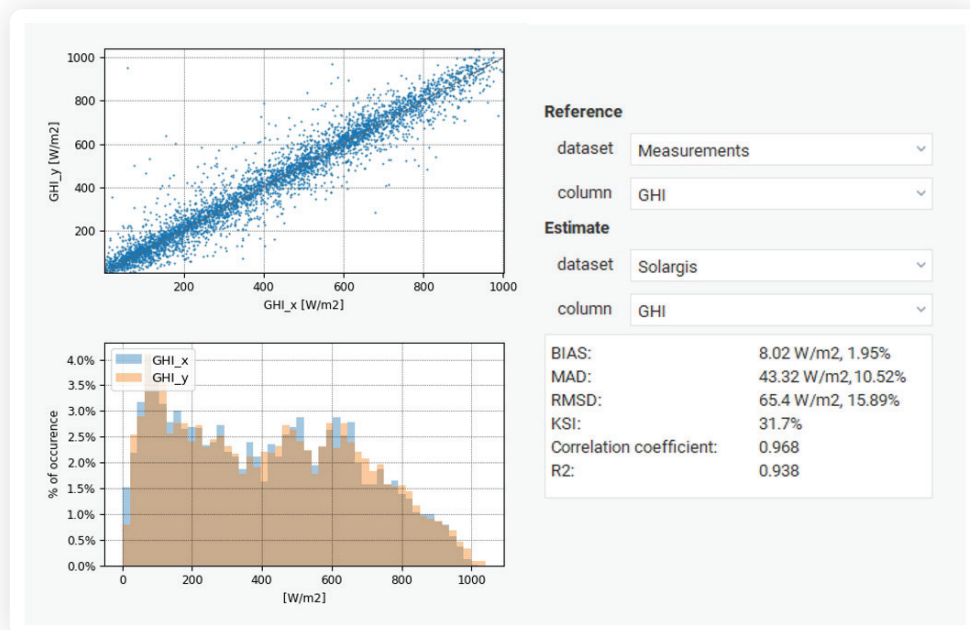 1000
800
600
400
200
GHI_y [W/m2]
200 400 600 800 1000
GHI_x [W/m2]
4.0%
3.5%
3.0%
2.5%
2.0%
1.5%
1.0%
0.5%
0.0%
% of occurence
GHI_x
GHI_y
0 200 400 600 800 1000
[W/m2]
Reference
dataset Measurements
column GHI
Estimate
dataset Solargis
column GHI
BIAS: 8.02 W/m2, 1.95%
MAD: 43.32 W/m2,10.52%
RMSD: 65.4 W/m2, 15.89%
KSI: 31.7%
Correlation coefficient: 0.968
R2: 0.938